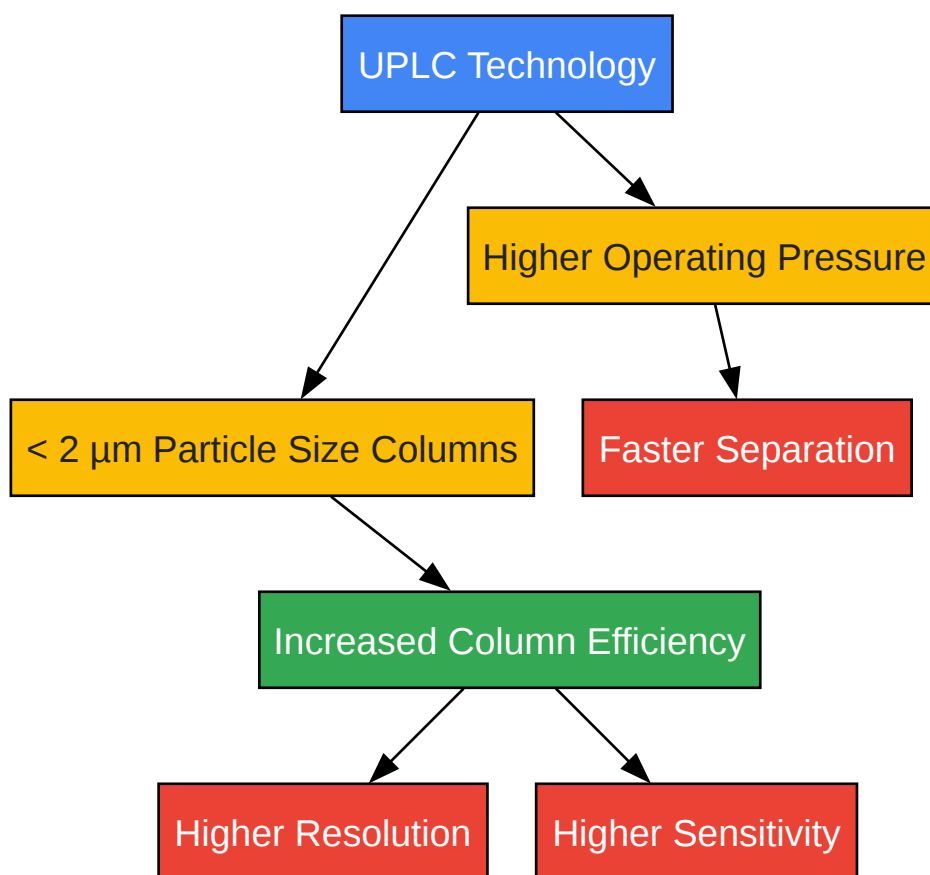 UPLC Technology
Higher Operating Pressure
< 2 µm Particle Size Columns
Faster Separation
Increased Column Efficiency
Higher Resolution
Higher Sensitivity